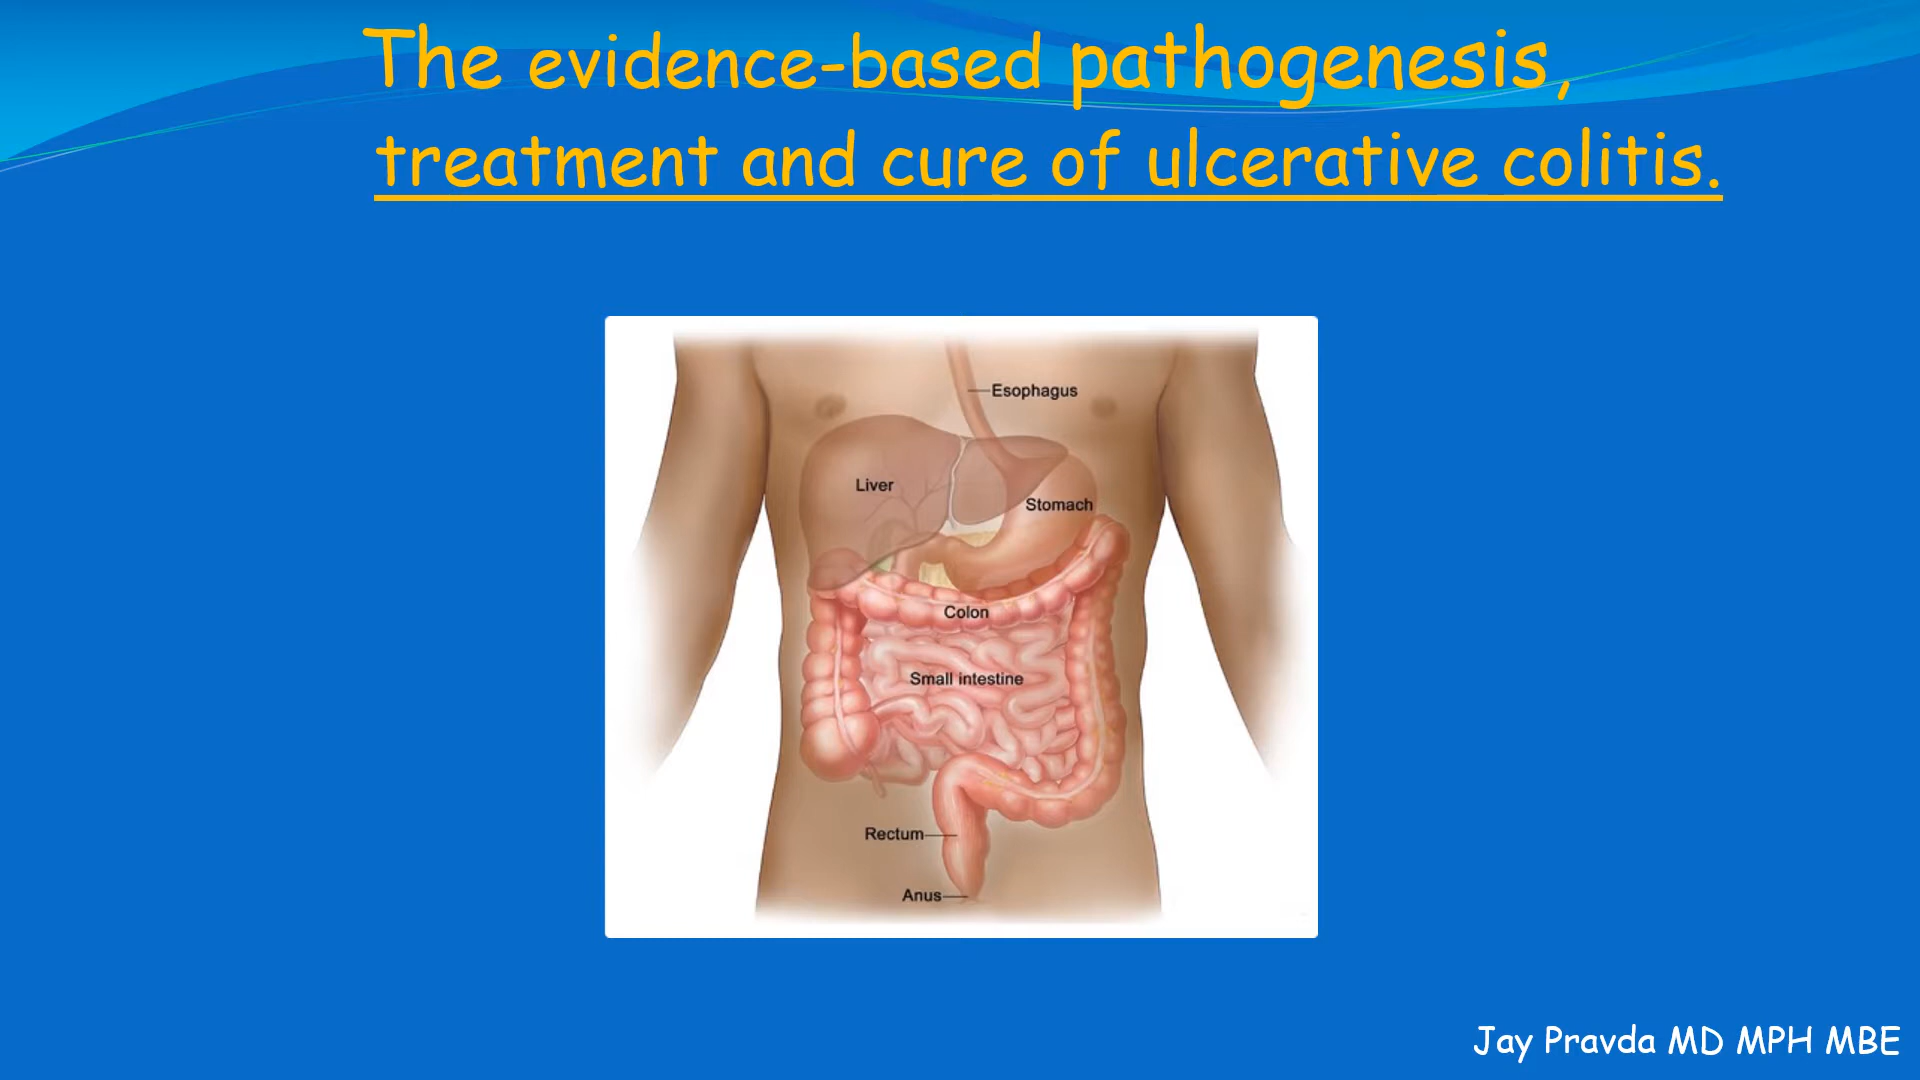 The evidence-based pathogenesis,
treatment and cure of ulcerative colitis.
Esophagus
Liver
Stomach
Colon
Small intestine
Rectum
Anus
Jay Pravda MD MPH MBE